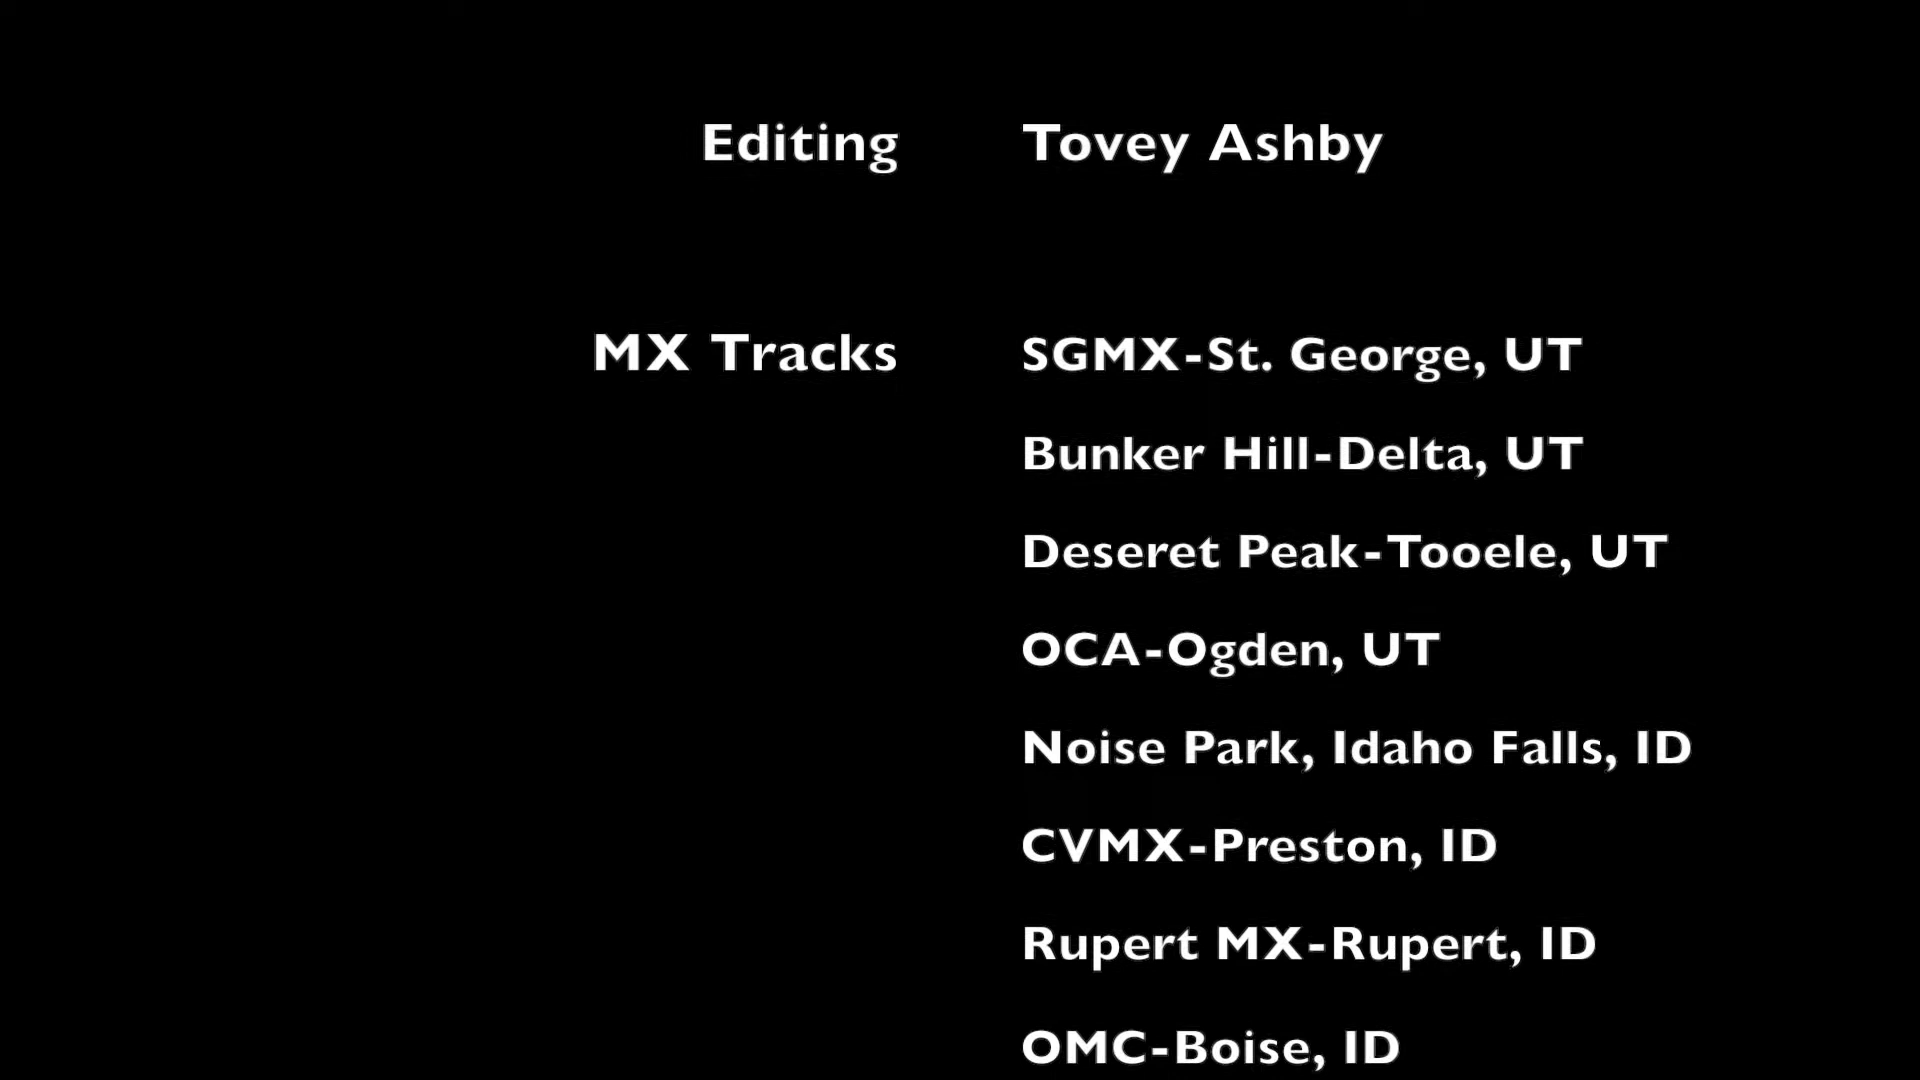 Editing Tovey Ashby
MX Tracks SGMX-St. George, UT
Bunker Hill-Delta, UT
Deseret Peak-Tooele, UT
OCA-Ogden, UT
Noise Park, Idaho Falls, ID
CVMX-Preston, ID
Rupert MX-Rupert, ID
OMC-Boise, ID